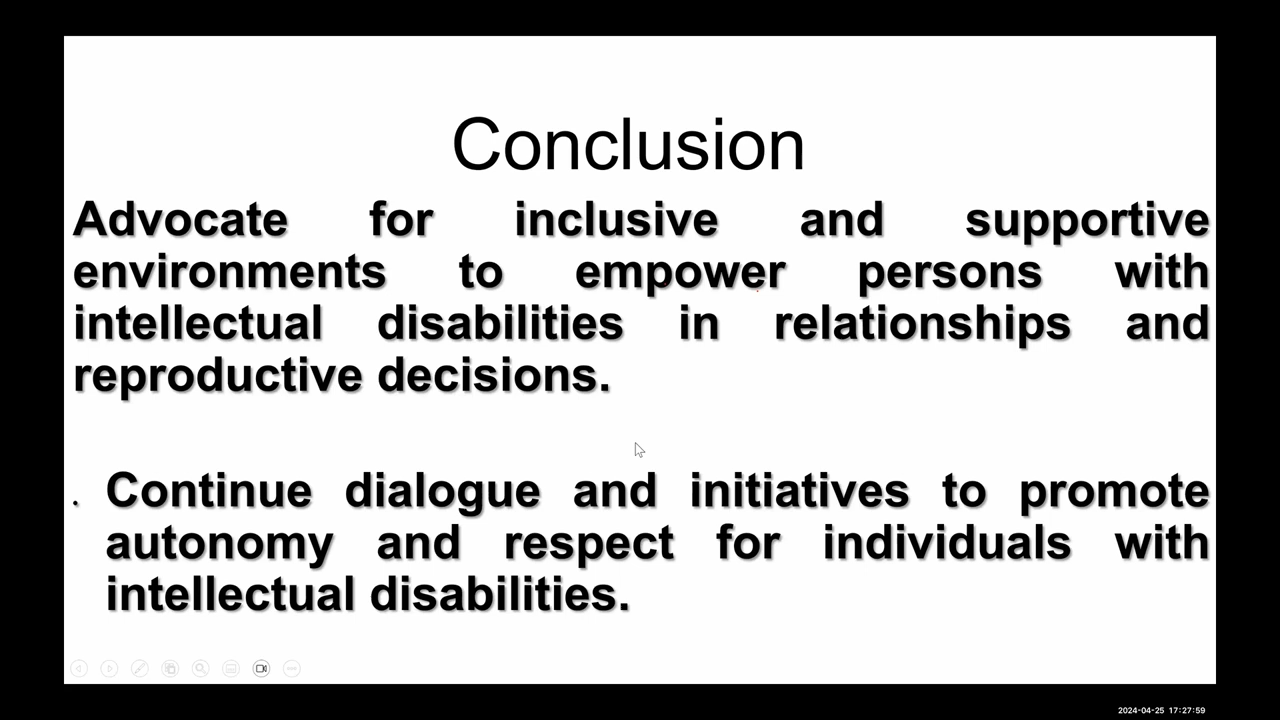 Conclusion
Advocate for inclusive and supportive
environments to empower persons with
intellectual disabilities in relationships and
reproductive decisions.
. Continue dialogue and initiatives to promote
autonomy and respect for individuals with
intellectual disabilities.
2024-04-25 17:27:59